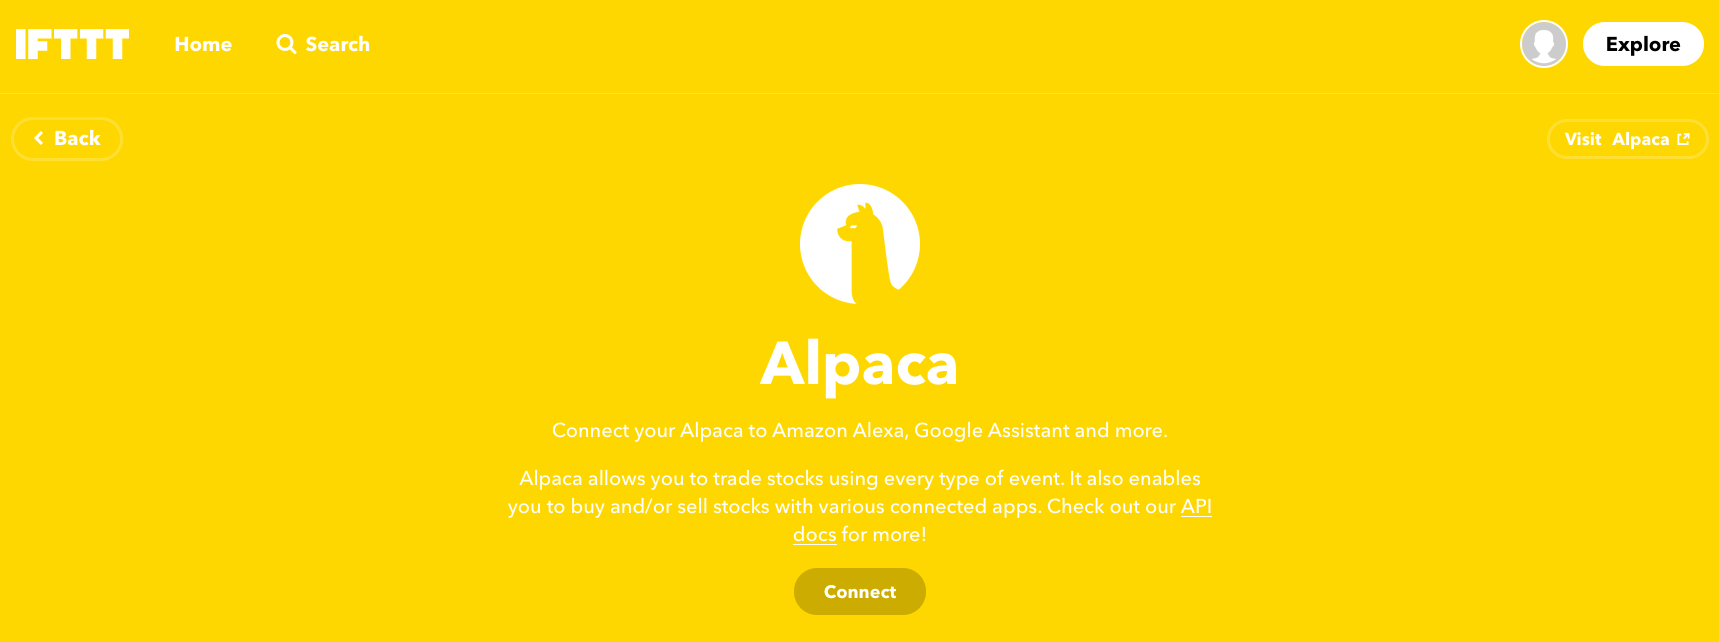 IFTTT Home Search Explore
Back Visit Alpaca
Alpaca
Connect your Alpaca to Amazon Alexa, Google Assistant and more.
Alpaca allows you to trade stocks using every type of event. It also enables
you to buy and/or sell stocks with various connected apps. Check out our API
docs for more!
Connect